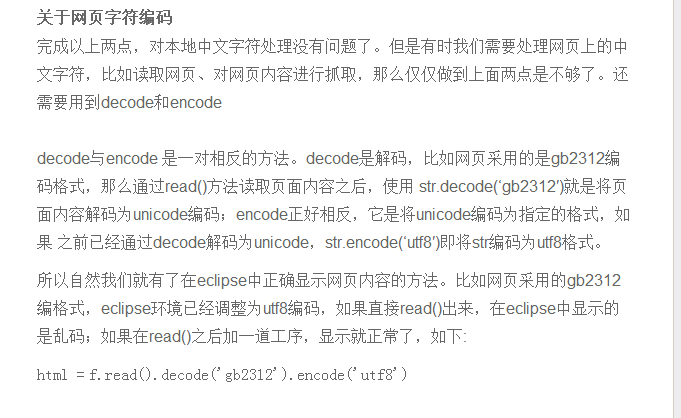 关于网页字符编码
完成以上两点，对本地中文字符处理没有问题了。但是有时我们需要处理网页上的中
文字符，比如读取网页、对网页内容进行抓取，那么仅仅做到上面两点是不够了。还
需要用到decode和encode
decode与encode 是一对相反的方法。decode是解码，比如网页采用的是gb2312编
码格式，那么通过read()方法读取页面内容之后，使用 str.decode(‘gb2312′)就是将页
面内容解码为unicode编码；encode正好相反，它是将unicode编码为指定的格式，如
果 之前已经通过decode解码为unicode，str.encode(‘utf8′)即将str编码为utf8格式。
所以自然我们就有了在eclipse中正确显示网页内容的方法。比如网页采用的gb2312
编格式，eclipse环境已经调整为utf8编码，如果直接read()出来，在eclipse中显示的
是乱码；如果在read()之后加一道工序，显示就正常了，如下:
html = f.read().decode('gb2312').encode('utf8')